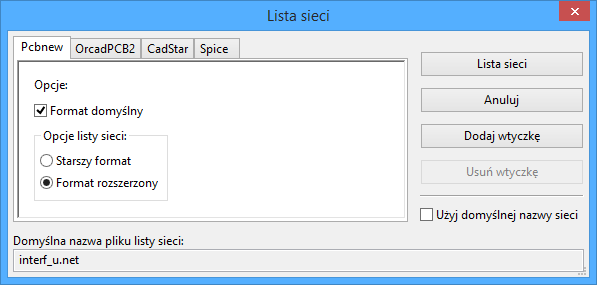 Lista sieci
Pcbnew OrcadPCB2 CadStar Spice
Opcje:
Format domyślny
Opcje listy sieci:
Starszy format
Format rozszerzony
Lista sieci
Anuluj
Dodaj wtyczkę
Usuń wtyczkę
Użyj domyślnej nazwy sieci
Domyślna nazwa pliku listy sieci:
interf_u.net